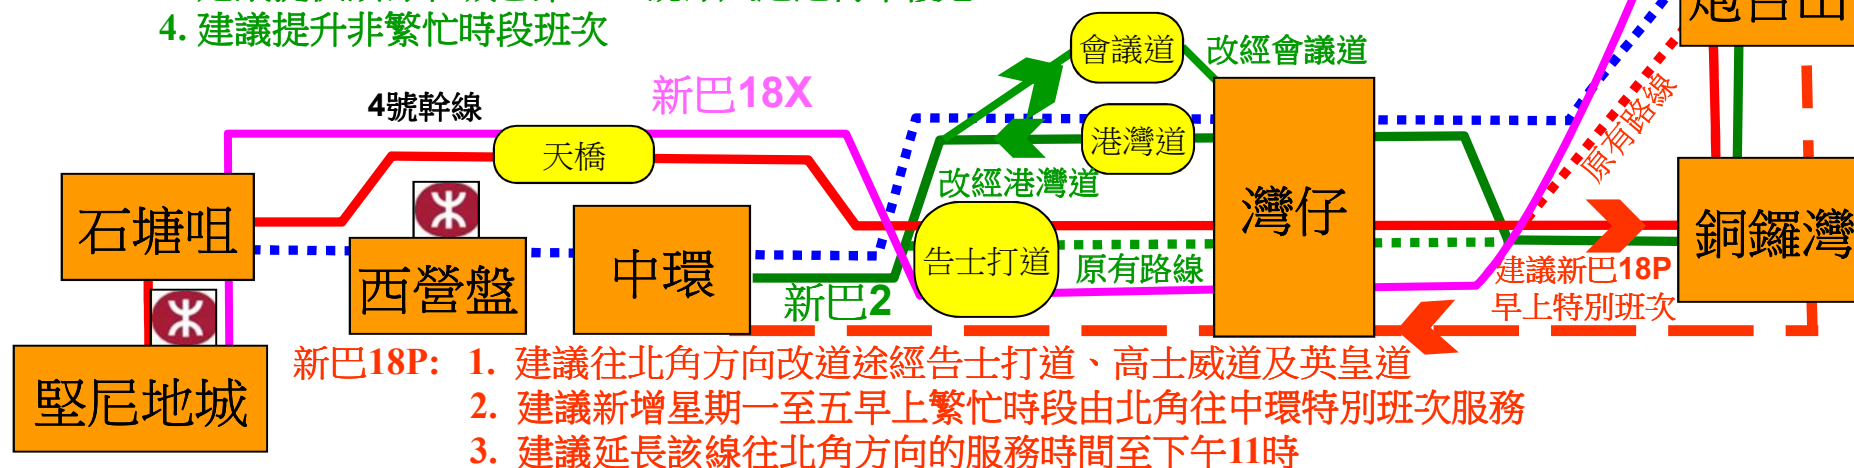 4. 建議提升非繁忙時段班次
炮台山
會議道
改經會議道
新巴18X
4號幹線
天橋
港灣道
改經港灣道
原有路線
石塘咀
西營盤
中環
告士打道
原有路線
灣仔
銅鑼灣
新巴2
建議新巴18P
早上特別班次
堅尼地城
新巴18P: 1. 建議往北角方向改道途經告士打道、高士威道及英皇道
2. 建議新增星期一至五早上繁忙時段由北角往中環特別班次服務
3. 建議延長該線往北角方向的服務時間至下午11時